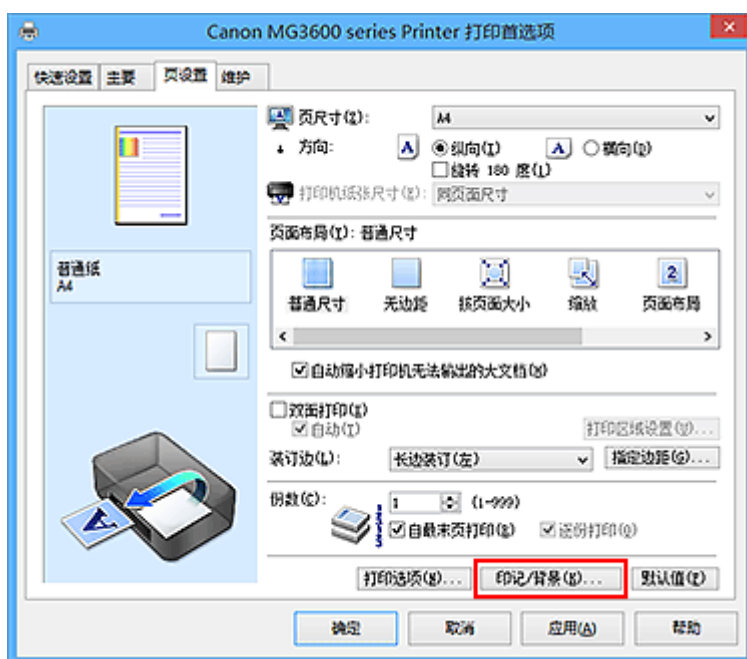 Canon MG3600 series Printer 打印首选项
快速设置 主要 页设置 维护
页尺寸(Z): A4
方向: A 纵向(I) A 横向(D)
旋转 180 度(L)
打印机纸张尺寸(E): 同页面尺寸
页面布局(Y): 普通尺寸
普通纸
A4
普通尺寸 无边距 按页面大小 缩放 2 页面布局
自动缩小打印机无法输出的大文档(N)
双面打印(X)
自动(T) 打印区域设置(U)...
装订边(L): 长边装订(左) 指定边距(G)...
份数(C): 1 (1-999)
自最末页打印(S) 逐份打印(O)
打印选项(N)... 印记/背景(K)... 默认值(F)
确定 取消 应用(A) 帮助